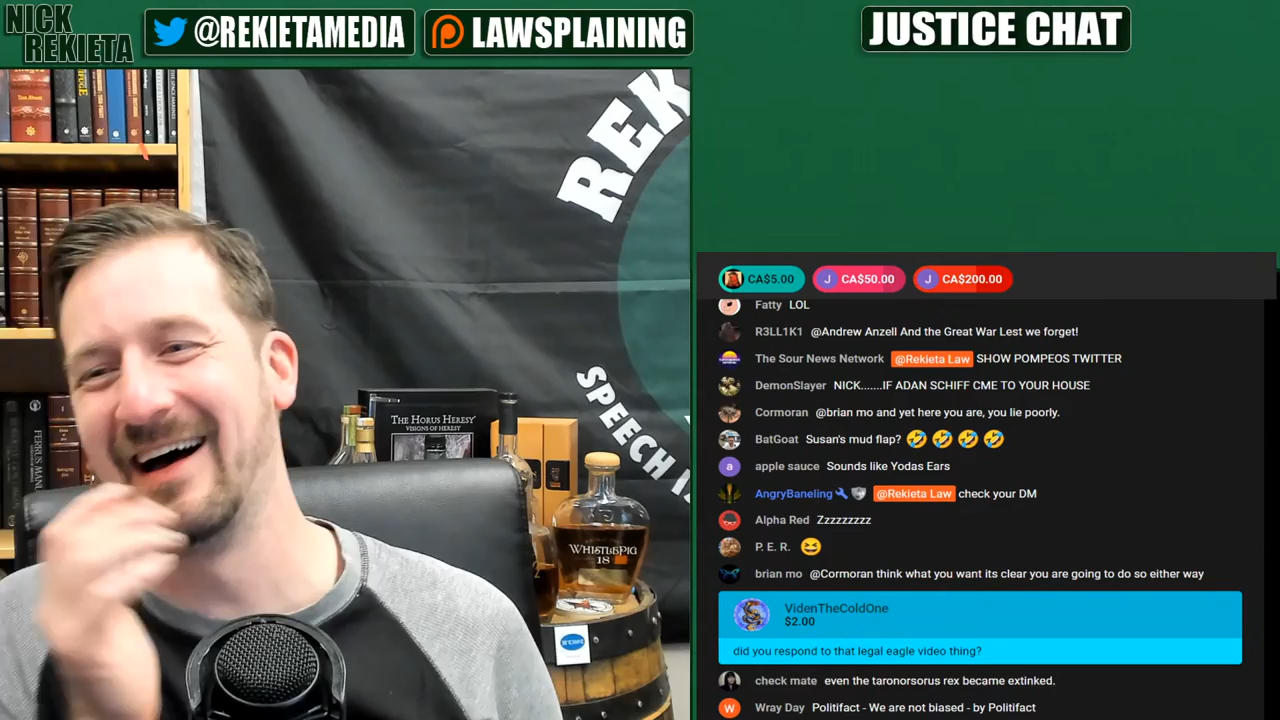 NICK
REKIETA
@REKIETAMEDIA
LAWSPLAINING
JUSTICE CHAT
REK
SPEECH I
THE HORUS HERESY
VISIONS OF HERESY
FERRUS MAN
WHISTLEPIG
18
CA$5.00
J CA$50.00
J CA$200.00
Fatty LOL
R3LL1K1 @Andrew Anzell And the Great War Lest we forget!
The Sour News Network @Rekieta Law SHOW POMPEOS TWITTER
DemonSlayer NICK.......IF ADAN SCHIFF CME TO YOUR HOUSE
Cormoran @brian mo and yet here you are, you lie poorly.
BatGoat Susan's mud flap? 🤣 🤣 🤣 🤣
a apple sauce Sounds like Yodas Ears
AngryBaneling @Rekieta Law check your DM
Alpha Red Zzzzzzzzz
P. E. R. 😆
brian mo @Cormoran think what you want its clear you are going to do so either way
VidenTheColdOne
$2.00
did you respond to that legal eagle video thing?
check mate even the taronorsorus rex became extinked.
W Wray Day Politifact - We are not biased - by Politifact